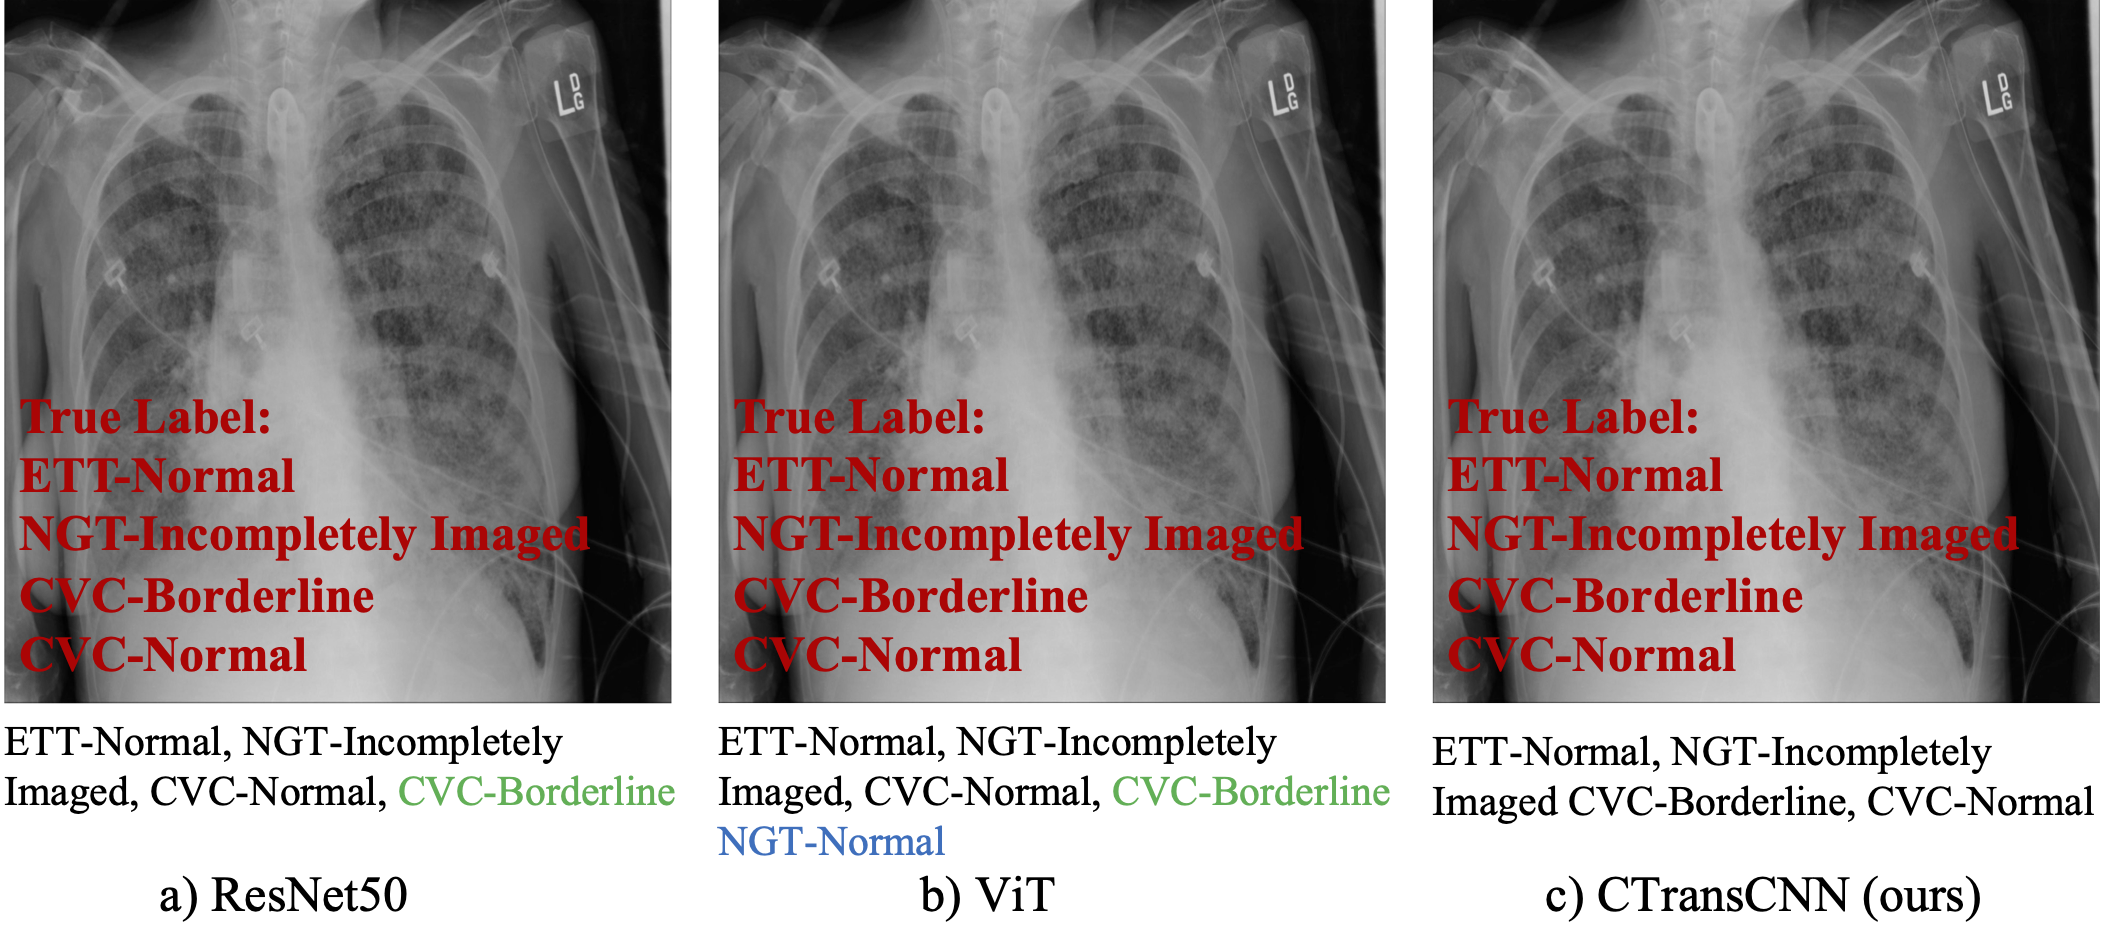 L D G
True Label:
ETT-Normal
NGT-Incompletely Imaged
CVC-Borderline
CVC-Normal
ETT-Normal, NGT-Incompletely
Imaged, CVC-Normal, CVC-Borderline
a) ResNet50
L D G
True Label:
ETT-Normal
NGT-Incompletely Imaged
CVC-Borderline
CVC-Normal
ETT-Normal, NGT-Incompletely
Imaged, CVC-Normal, CVC-Borderline
NGT-Normal
b) ViT
L D G
True Label:
ETT-Normal
NGT-Incompletely Imaged
CVC-Borderline
CVC-Normal
ETT-Normal, NGT-Incompletely
Imaged CVC-Borderline, CVC-Normal
c) CTransCNN (ours)